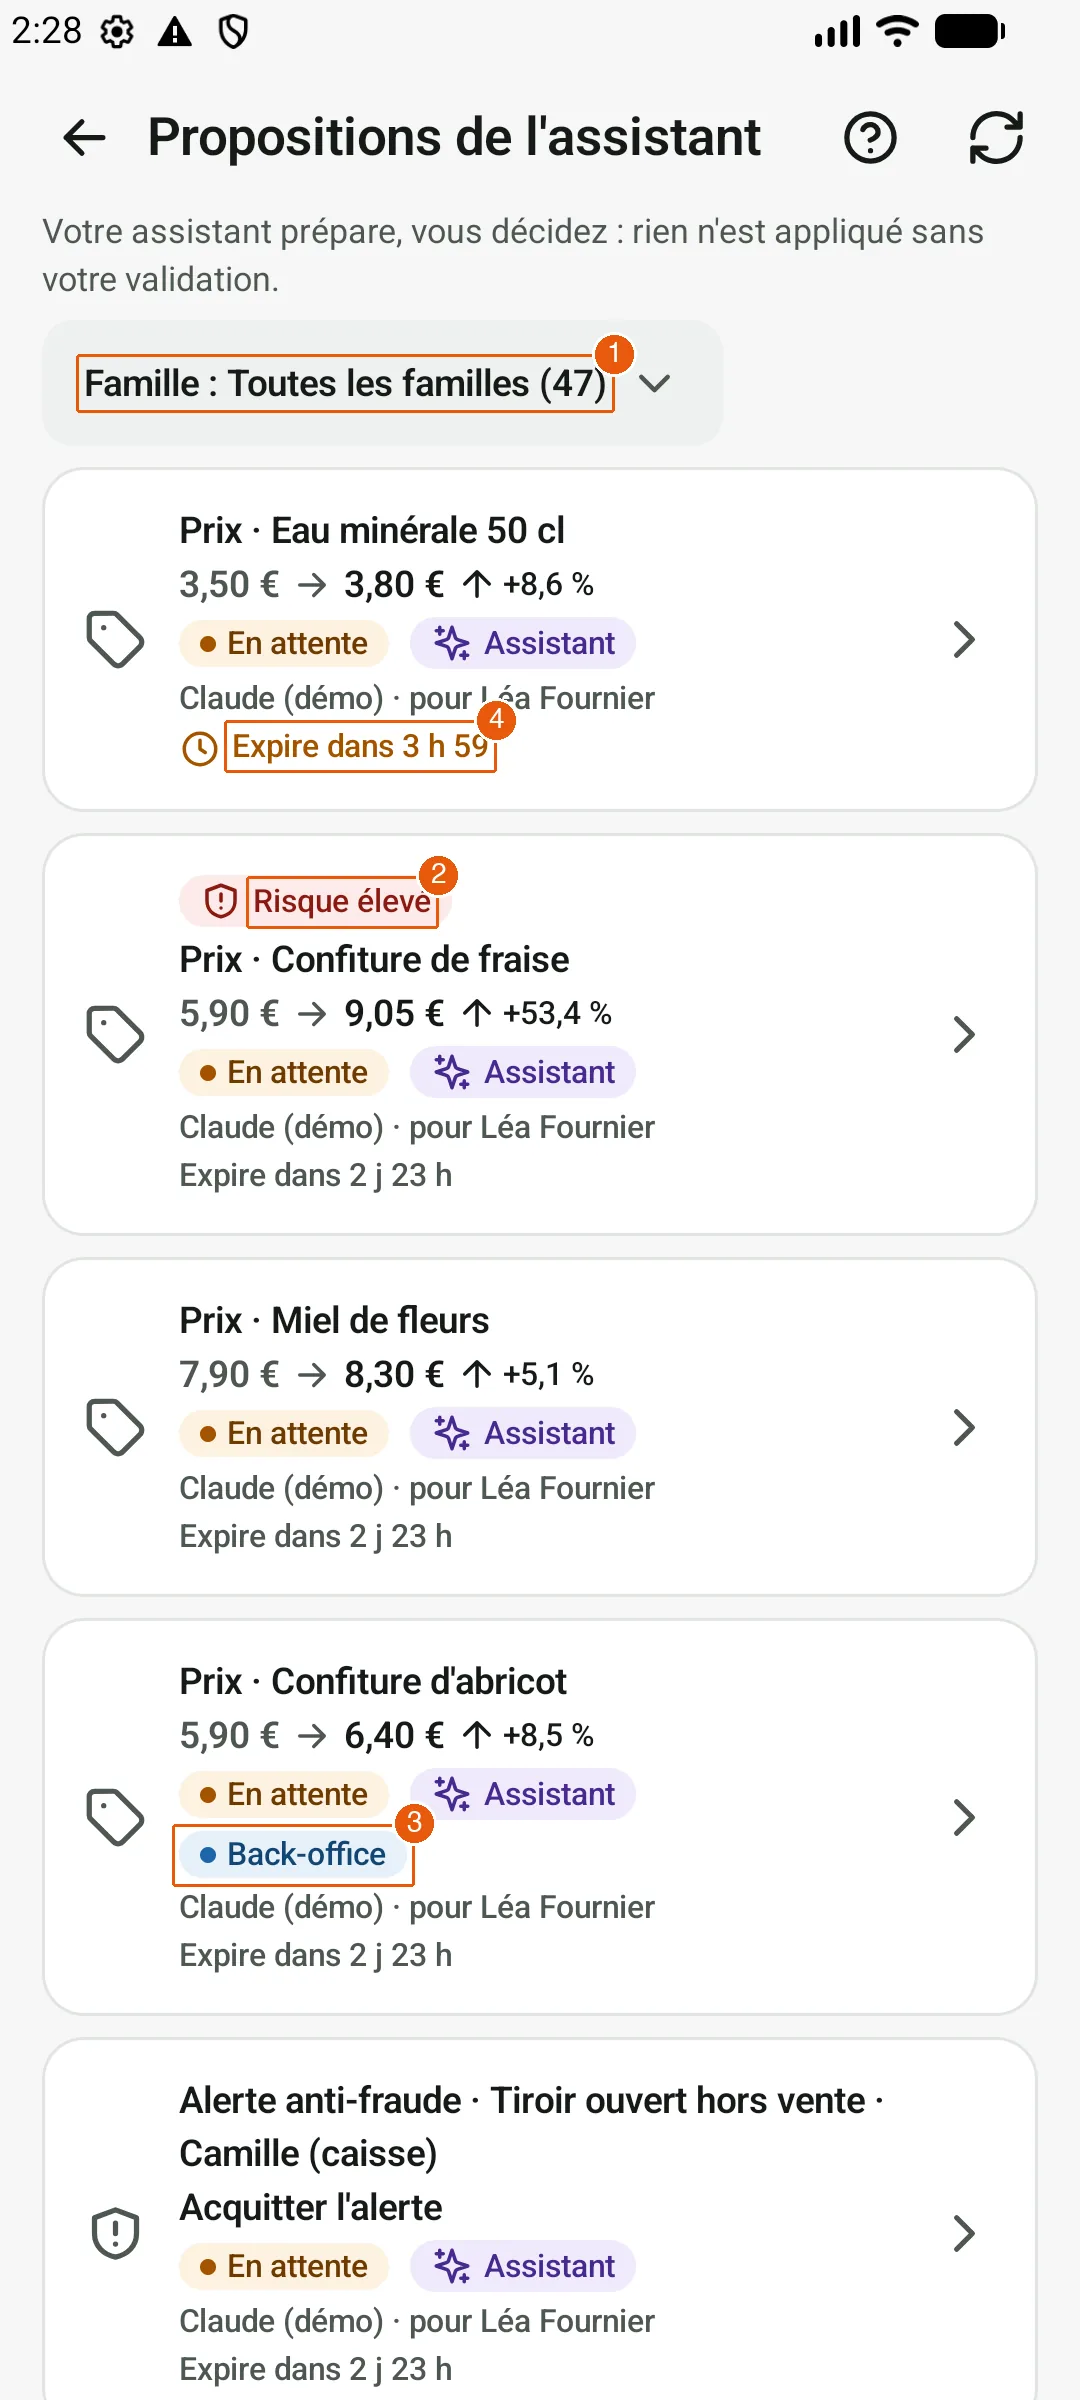 2:28
Propositions de l'assistant
Votre assistant prépare, vous décidez : rien n'est appliqué sans
votre validation.
1
Famille : Toutes les familles (47)
Prix · Eau minérale 50 cl
3,50 € → 3,80 € ↑ +8,6 %
En attente Assistant
Claude (démo) · pour Léa Fournier
4
Expire dans 3 h 59
2
Risque élevé
Prix · Confiture de fraise
5,90 € → 9,05 € ↑ +53,4 %
En attente Assistant
Claude (démo) · pour Léa Fournier
Expire dans 2 j 23 h
Prix · Miel de fleurs
7,90 € → 8,30 € ↑ +5,1 %
En attente Assistant
Claude (démo) · pour Léa Fournier
Expire dans 2 j 23 h
Prix · Confiture d'abricot
5,90 € → 6,40 € ↑ +8,5 %
En attente Assistant
3
Back-office
Claude (démo) · pour Léa Fournier
Expire dans 2 j 23 h
Alerte anti-fraude · Tiroir ouvert hors vente ·
Camille (caisse)
Acquitter l'alerte
En attente Assistant
Claude (démo) · pour Léa Fournier
Expire dans 2 j 23 h